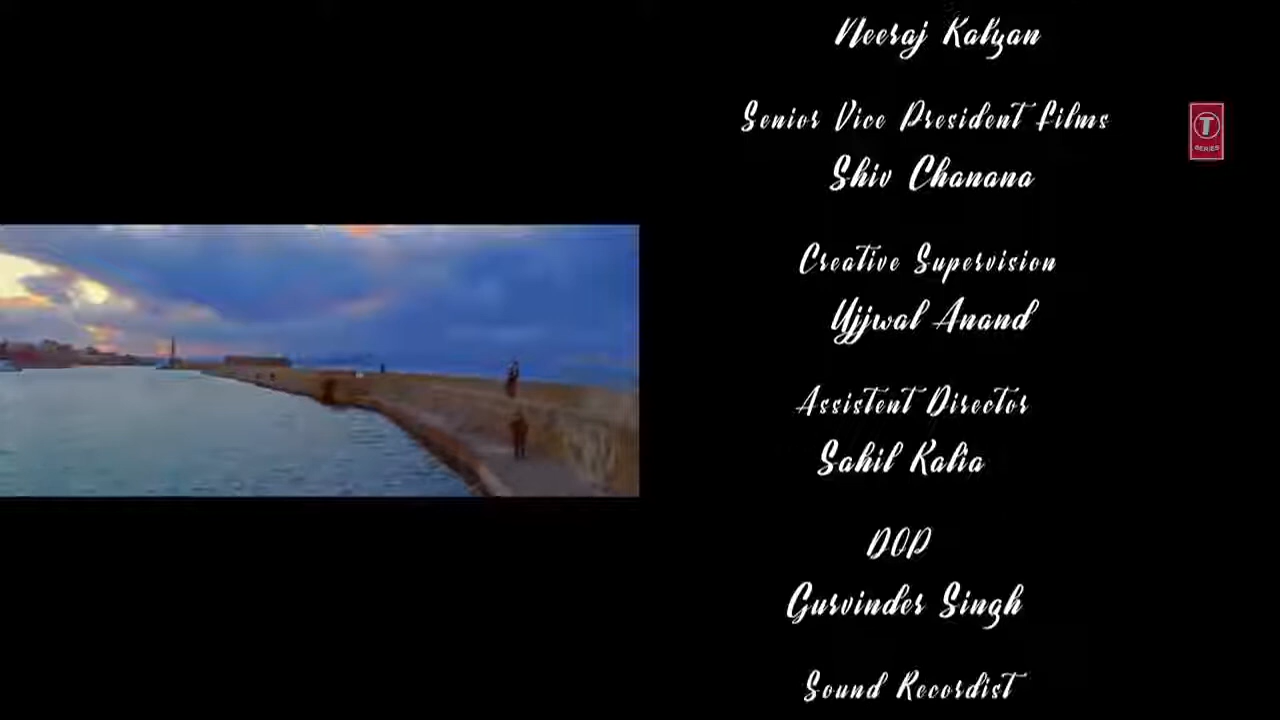 Neeraj Kalyan
Senior Vice President Films
Shiv Chanana
T
SERIES
Creative Supervision
Ujjwal Anand
Assistent Director
Sahil Kalia
DOP
Gurvinder Singh
Sound Recordist